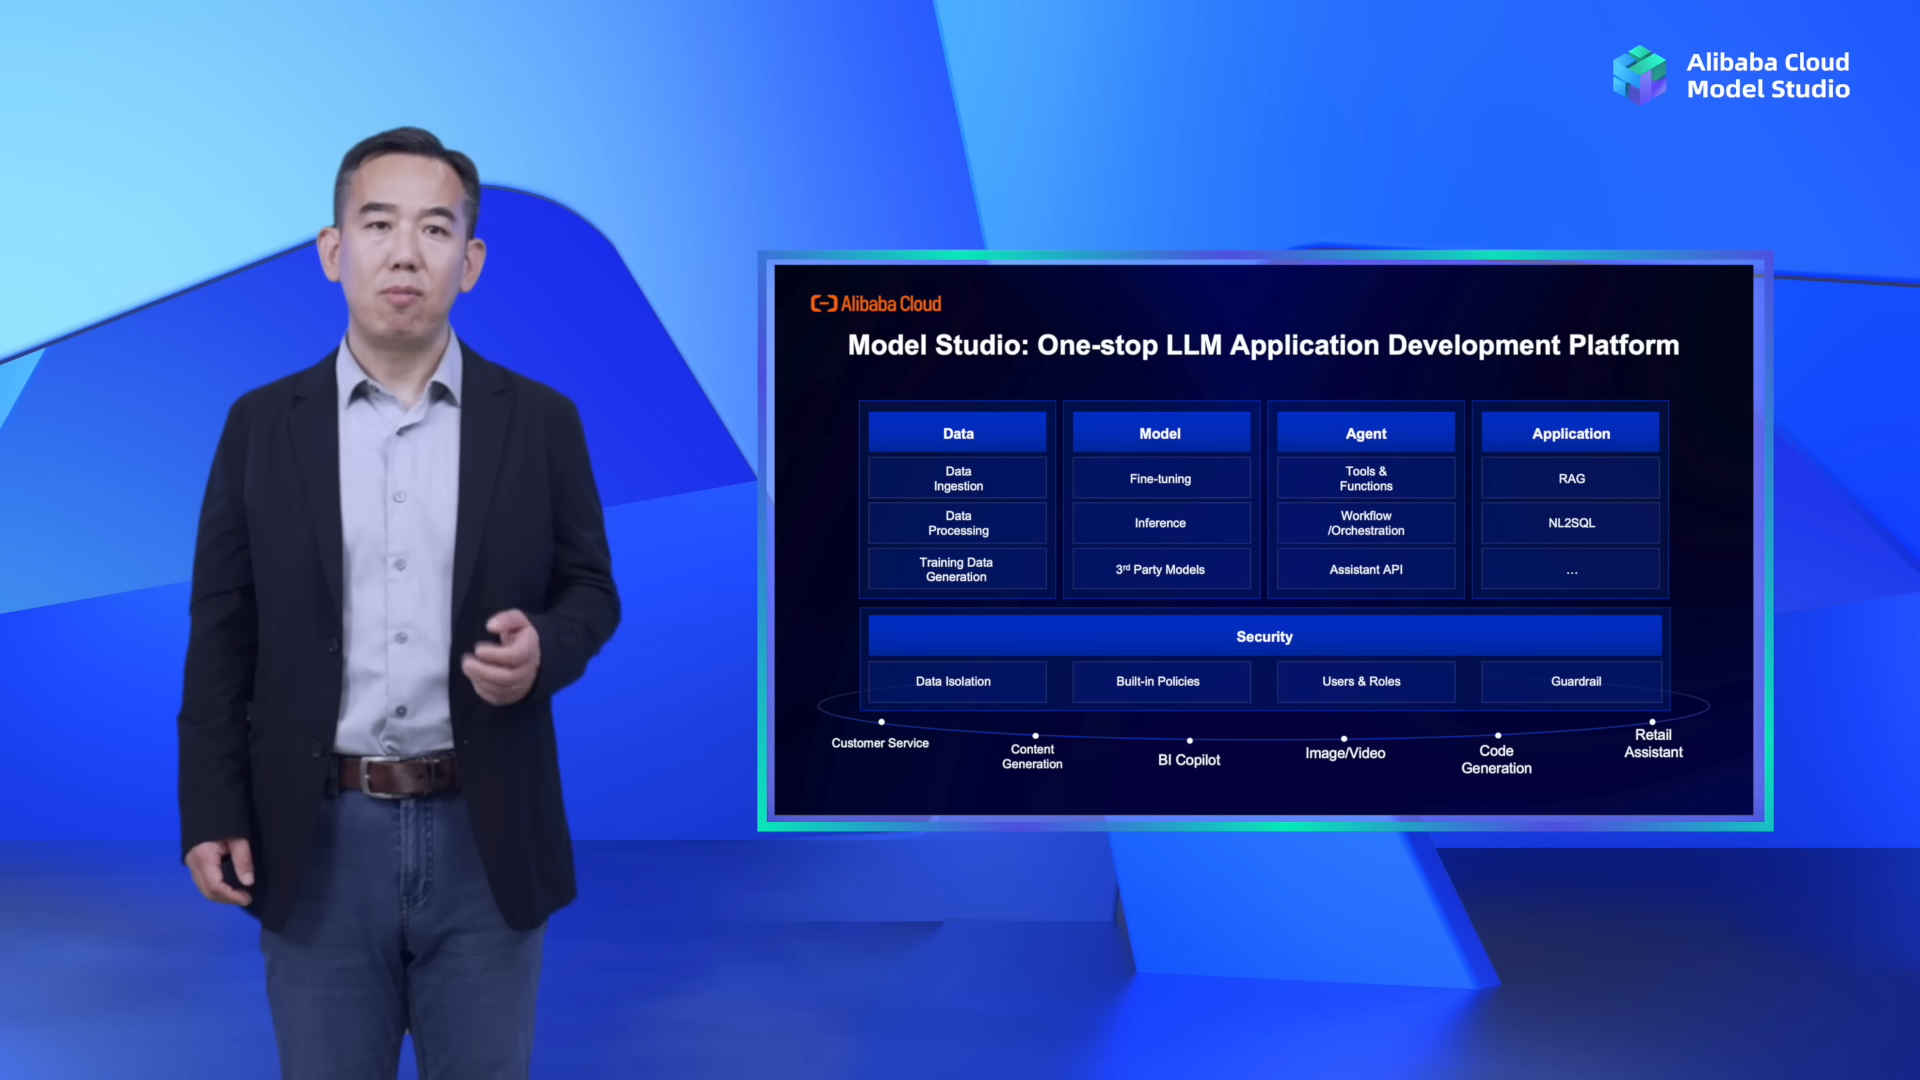 Alibaba Cloud
Model Studio
Alibaba Cloud
Model Studio: One-stop LLM Application Development Platform
Data
Data
Ingestion
Data
Processing
Training Data
Generation
Model
Fine-tuning
Inference
3rd Party Models
Agent
Tools &
Functions
Workflow
/Orchestration
Assistant API
Application
RAG
NL2SQL
...
Security
Data Isolation
Built-in Policies
Users & Roles
Guardrail
Customer Service
Content
Generation
BI Copilot
Image/Video
Code
Generation
Retail
Assistant